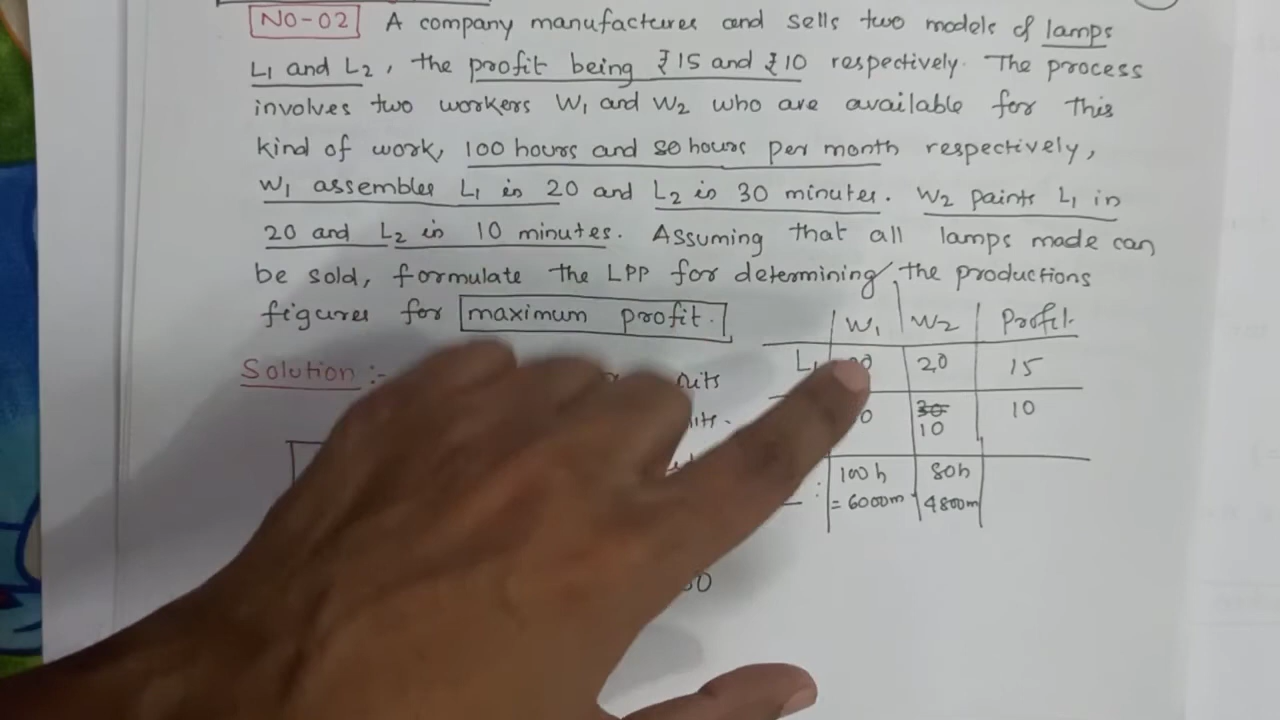 NO-02 A company manufactures and sells two models of lamps
L1 and L2, the profit being ₹15 and ₹10 respectively. The process
involves two workers W1 and W2 who are available for this
kind of work, 100 hours and 80 hours per month respectively,
W1 assembles L1 in 20 and L2 in 30 minutes. W2 paints L1 in
20 and L2 in 10 minutes. Assuming that all lamps made can
be sold, formulate the LPP for determining the productions
figures for maximum profit.
W1 W2 Profit
Solution :-
L1 20 15
30
10 10
100h 80h
= 6000m 4800m